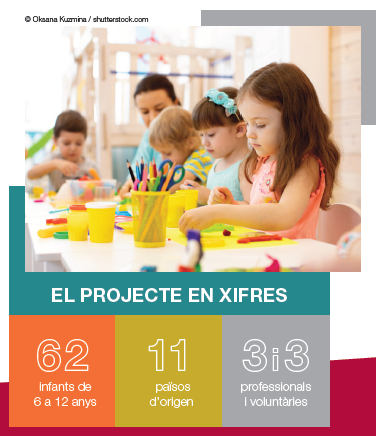 © Oksana Kuzmina / shutterstock.com
EL PROJECTE EN XIFRES
62
infants de
6 a 12 anys
11
països
d'origen
3i3
professionals
i voluntàries